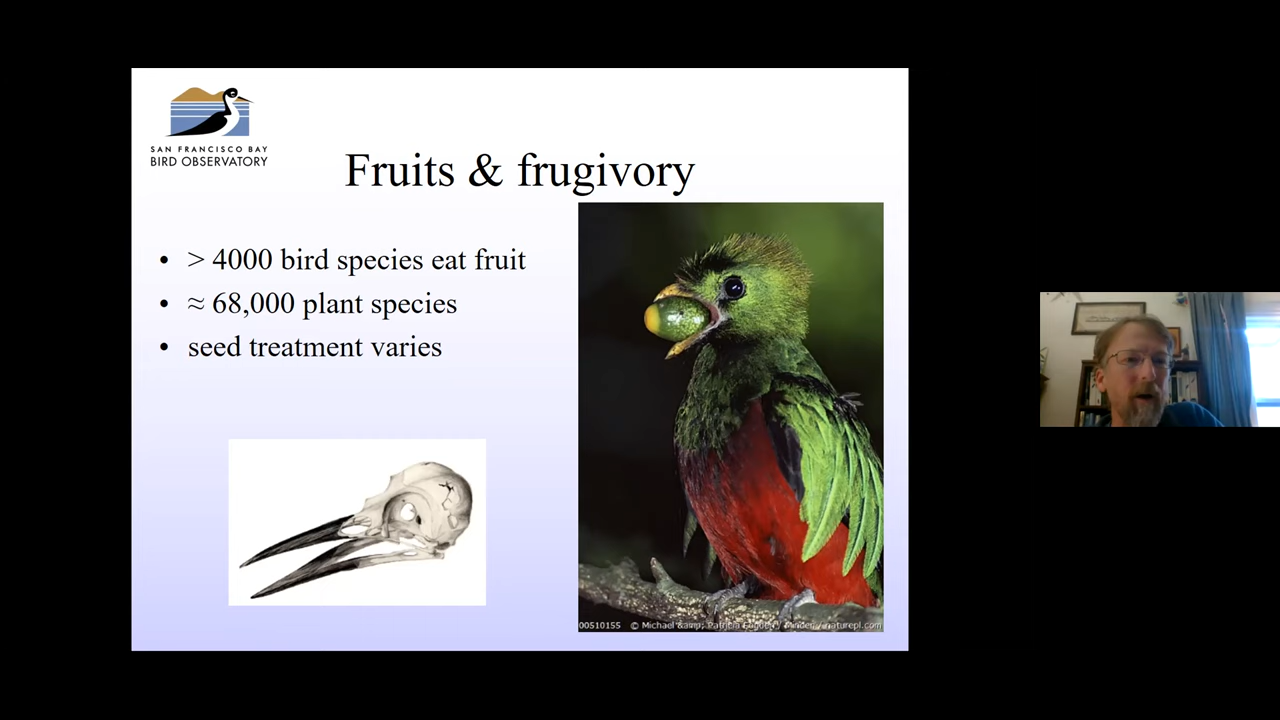 SAN FRANCISCO BAY
BIRD OBSERVATORY
Fruits & frugivory
• > 4000 bird species eat fruit
• ≈ 68,000 plant species
• seed treatment varies
00510155 © Michael &amp; Patricia / Minden / naturepl.com